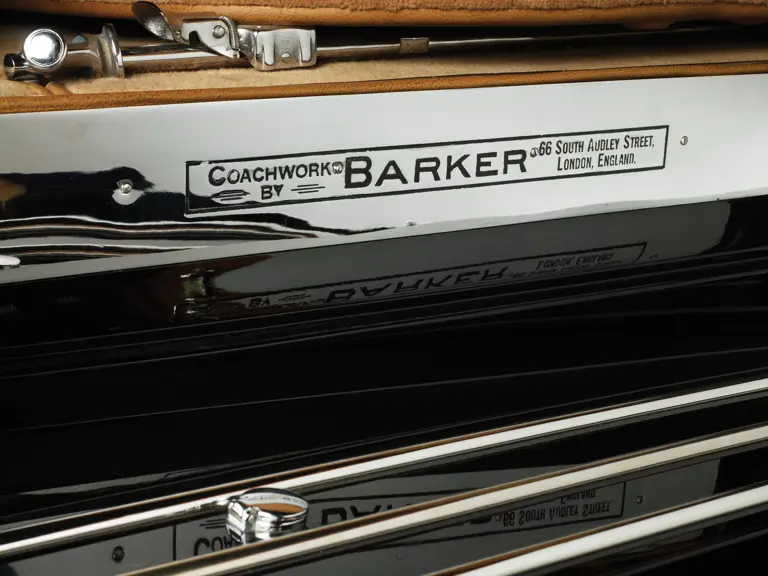 COACHWORK BY BARKER 66 SOUTH AUDLEY STREET,
LONDON, ENGLAND.